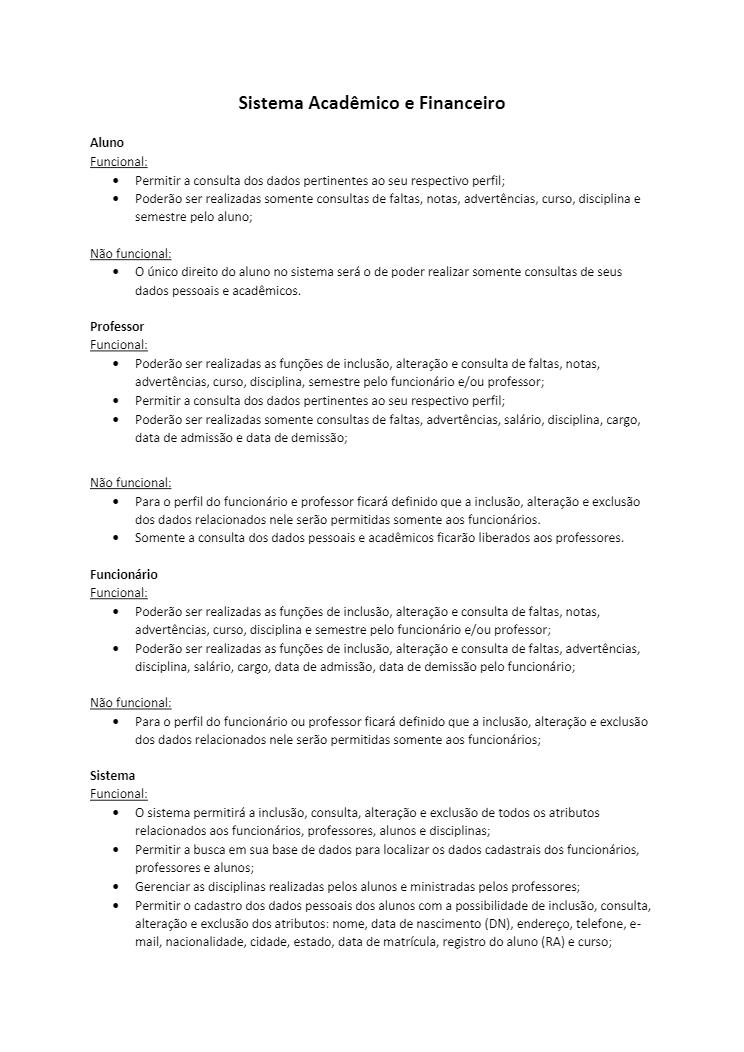 Sistema Acadêmico e Financeiro
Aluno
Funcional:
• Permitir a consulta dos dados pertinentes ao seu respectivo perfil;
• Poderão ser realizadas somente consultas de faltas, notas, advertências, curso, disciplina e
semestre pelo aluno;
Não funcional:
• O único direito do aluno no sistema será o de poder realizar somente consultas de seus
dados pessoais e acadêmicos.
Professor
Funcional:
• Poderão ser realizadas as funções de inclusão, alteração e consulta de faltas, notas,
advertências, curso, disciplina, semestre pelo funcionário e/ou professor;
• Permitir a consulta dos dados pertinentes ao seu respectivo perfil;
• Poderão ser realizadas somente consultas de faltas, advertências, salário, disciplina, cargo,
data de admissão e data de demissão;
Não funcional:
• Para o perfil do funcionário e professor ficará definido que a inclusão, alteração e exclusão
dos dados relacionados nele serão permitidas somente aos funcionários.
• Somente a consulta dos dados pessoais e acadêmicos ficarão liberados aos professores.
Funcionário
Funcional:
• Poderão ser realizadas as funções de inclusão, alteração e consulta de faltas, notas,
advertências, curso, disciplina e semestre pelo funcionário e/ou professor;
• Poderão ser realizadas as funções de inclusão, alteração e consulta de faltas, advertências,
disciplina, salário, cargo, data de admissão, data de demissão pelo funcionário;
Não funcional:
• Para o perfil do funcionário ou professor ficará definido que a inclusão, alteração e exclusão
dos dados relacionados nele serão permitidas somente aos funcionários;
Sistema
Funcional:
• O sistema permitirá a inclusão, consulta, alteração e exclusão de todos os atributos
relacionados aos funcionários, professores, alunos e disciplinas;
• Permitir a busca em sua base de dados para localizar os dados cadastrais dos funcionários,
professores e alunos;
• Gerenciar as disciplinas realizadas pelos alunos e ministradas pelos professores;
• Permitir o cadastro dos dados pessoais dos alunos com a possibilidade de inclusão, consulta,
alteração e exclusão dos atributos: nome, data de nascimento (DN), endereço, telefone, e-
mail, nacionalidade, cidade, estado, data de matrícula, registro do aluno (RA) e curso;